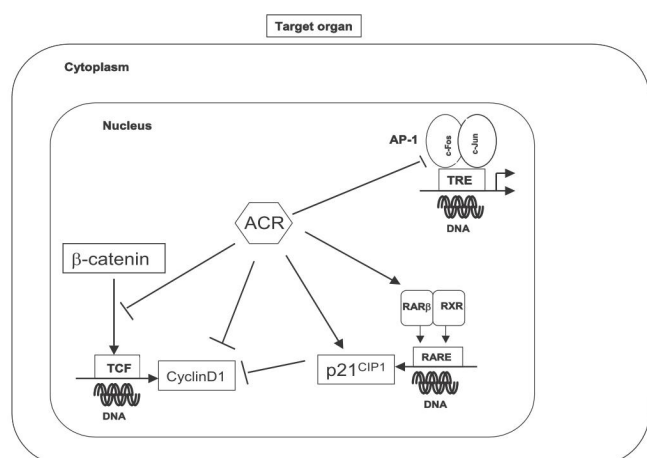 Target organ
Cytoplasm
Nucleus
AP-1
c-Fos
c-Jun
TRE
DNA
ACR
β-catenin
RARβ
RXR
TCF
CyclinD1
p21CIP1
RARE
DNA
DNA